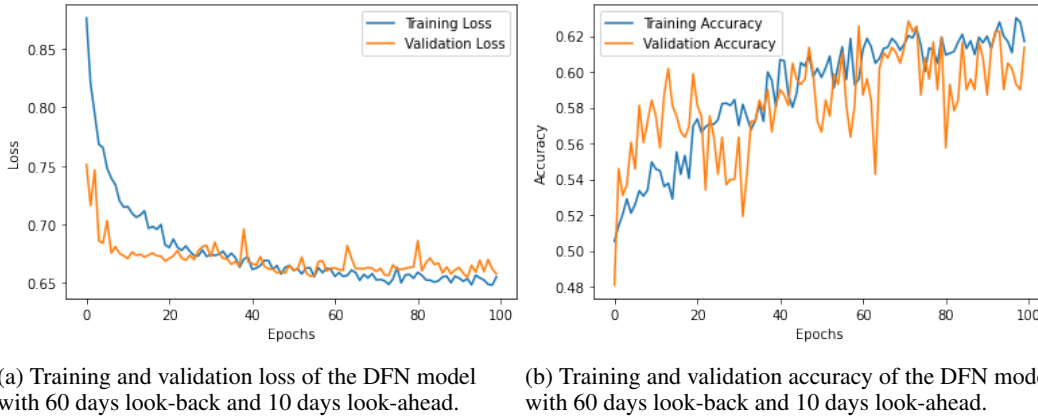 Training Loss
Validation Loss
0.85
0.80
0.75
0.70
0.65
Loss
0 20 40 60 80 100
Epochs
Training Accuracy
Validation Accuracy
0.62
0.60
0.58
0.56
0.54
0.52
0.50
0.48
Accuracy
0 20 40 60 80 100
Epochs
(a) Training and validation loss of the DFN model
with 60 days look-back and 10 days look-ahead.
(b) Training and validation accuracy of the DFN mode
with 60 days look-back and 10 days look-ahead.